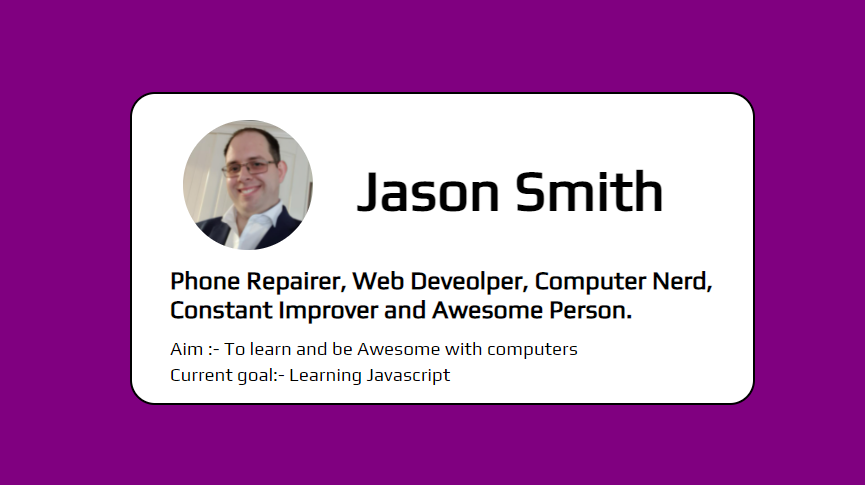 Jason Smith
Phone Repairer, Web Deveolper, Computer Nerd,
Constant Improver and Awesome Person.
Aim :- To learn and be Awesome with computers
Current goal:- Learning Javascript